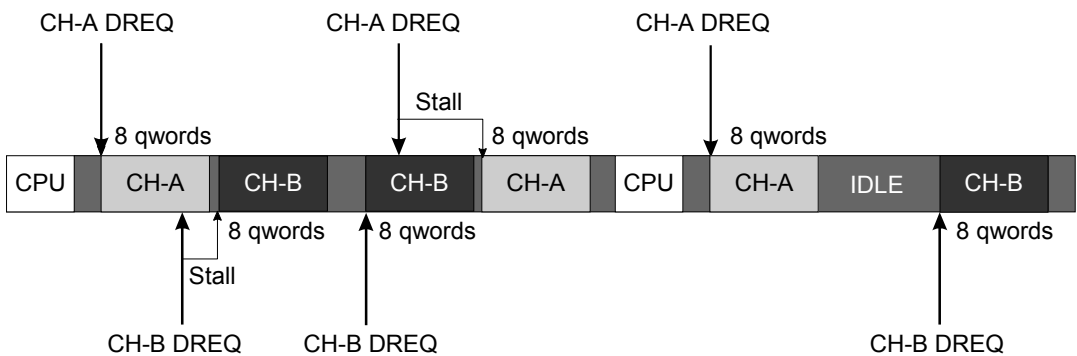 CH-A DREQ CH-A DREQ CH-A DREQ
Stall
8 qwords 8 qwords 8 qwords
CPU CH-A CH-B CH-B CH-A CPU CH-A IDLE CH-B
8 qwords 8 qwords 8 qwords
Stall
CH-B DREQ CH-B DREQ CH-B DREQ